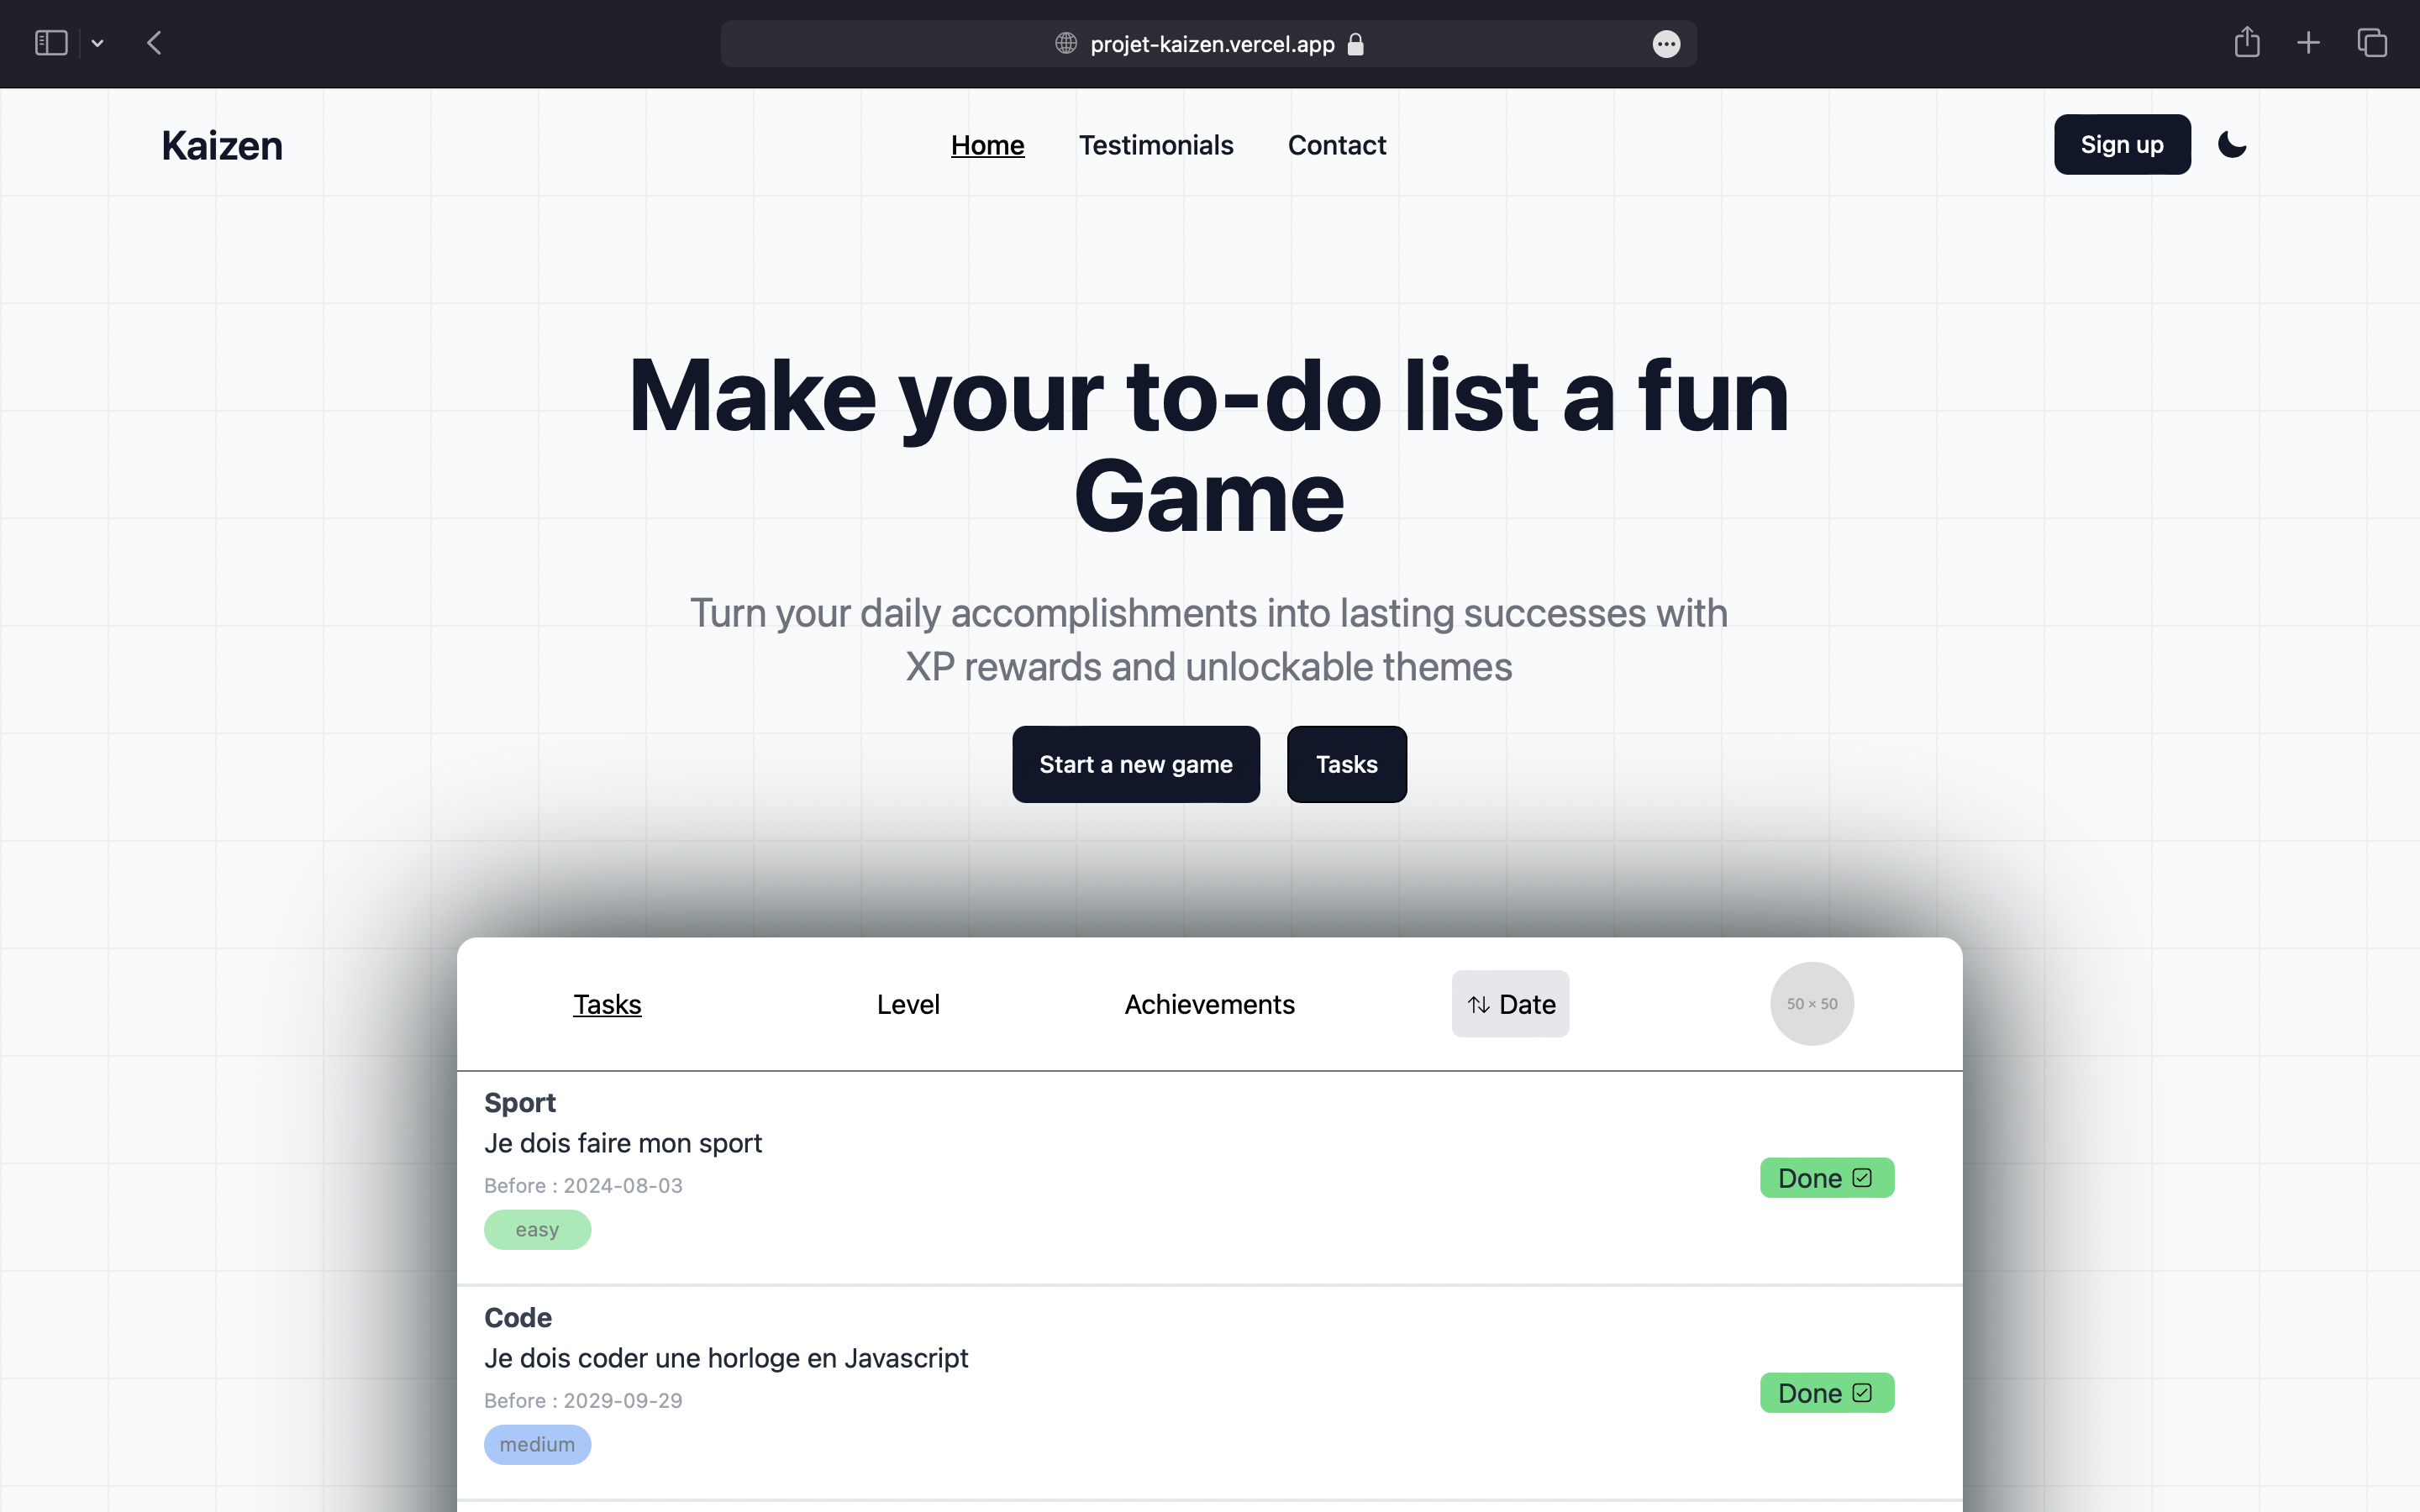 projet-kaizen.vercel.app
Kaizen
Home Testimonials Contact
Sign up
Make your to-do list a fun
Game
Turn your daily accomplishments into lasting successes with
XP rewards and unlockable themes
Start a new game Tasks
Tasks Level Achievements Date 50 × 50
Sport
Je dois faire mon sport
Before : 2024-08-03
easy
Done
Code
Je dois coder une horloge en Javascript
Before : 2029-09-29
medium
Done